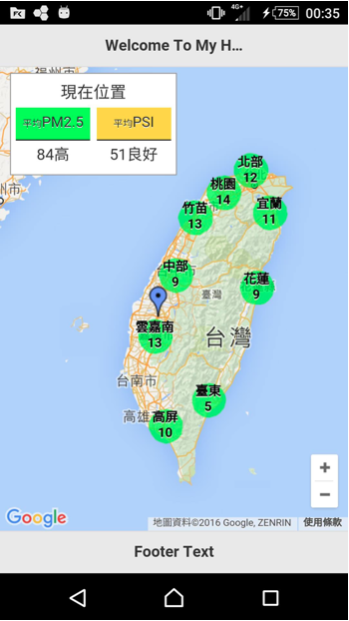 4G+
75%
00:35
Welcome To My H...
福州市
現在位置
平均PM2.5
平均PSI
84高
51良好
州市
北部
12
桃園
14
竹苗
13
宜蘭
11
中部
9
花蓮
9
臺灣
雲嘉南
13
台灣
台南市
臺東
5
高雄
高屏
10
+
−
Google
地圖資料©2016 Google, ZENRIN
使用條款
Footer Text